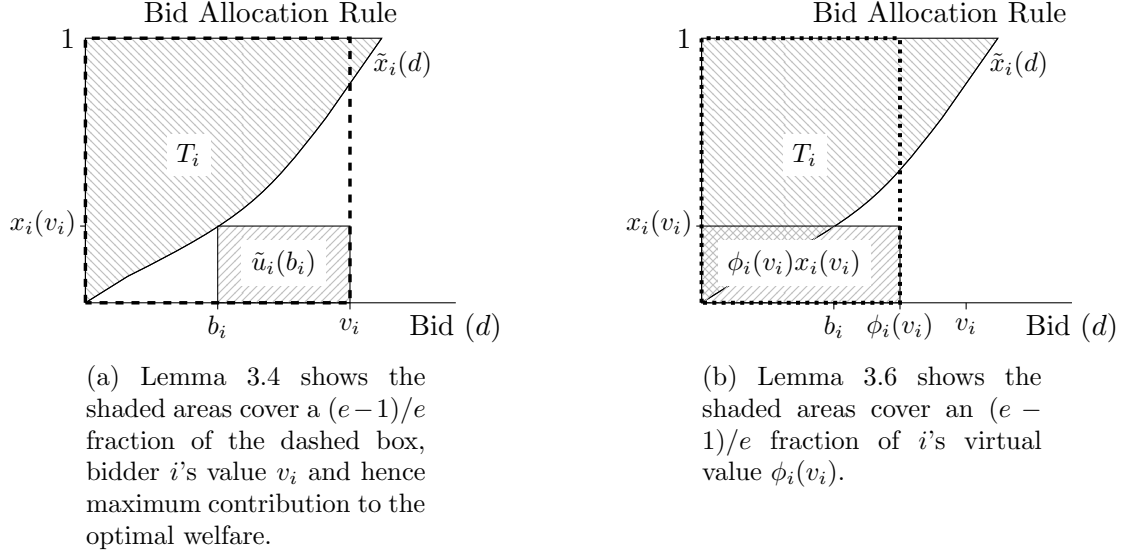 Bid Allocation Rule
1
x̃ᵢ(d)
Tᵢ
xᵢ(vᵢ)
ũᵢ(bᵢ)
bᵢ
vᵢ
Bid (d)
(a) Lemma 3.4 shows the
shaded areas cover a (e−1)/e
fraction of the dashed box,
bidder i's value vᵢ and hence
maximum contribution to the
optimal welfare.
Bid Allocation Rule
1
x̃ᵢ(d)
Tᵢ
xᵢ(vᵢ)
ϕᵢ(vᵢ)xᵢ(vᵢ)
bᵢ
ϕᵢ(vᵢ)
vᵢ
Bid (d)
(b) Lemma 3.6 shows the
shaded areas cover an (e −
1)/e fraction of i's virtual
value ϕᵢ(vᵢ).